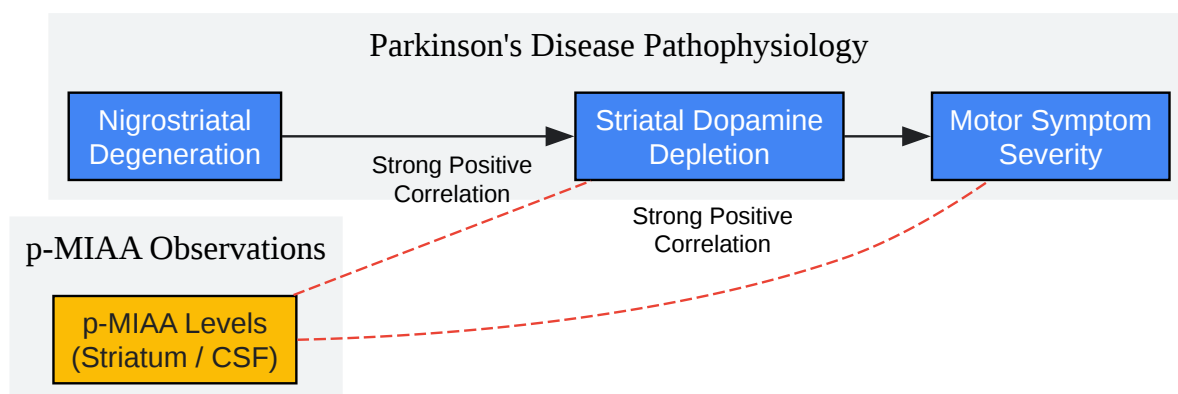 Parkinson's Disease Pathophysiology
Nigrostriatal
Degeneration
Striatal Dopamine
Depletion
Motor Symptom
Severity
Strong Positive
Correlation
Strong Positive
Correlation
p-MIAA Observations
p-MIAA Levels
(Striatum / CSF)